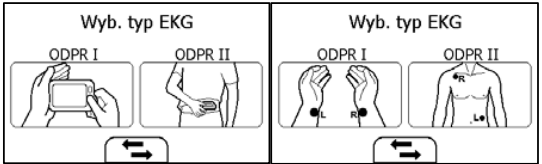 Wyb. typ EKG
ODPR I ODPR II
Wyb. typ EKG
ODPR I ODPR II
L R
R
L